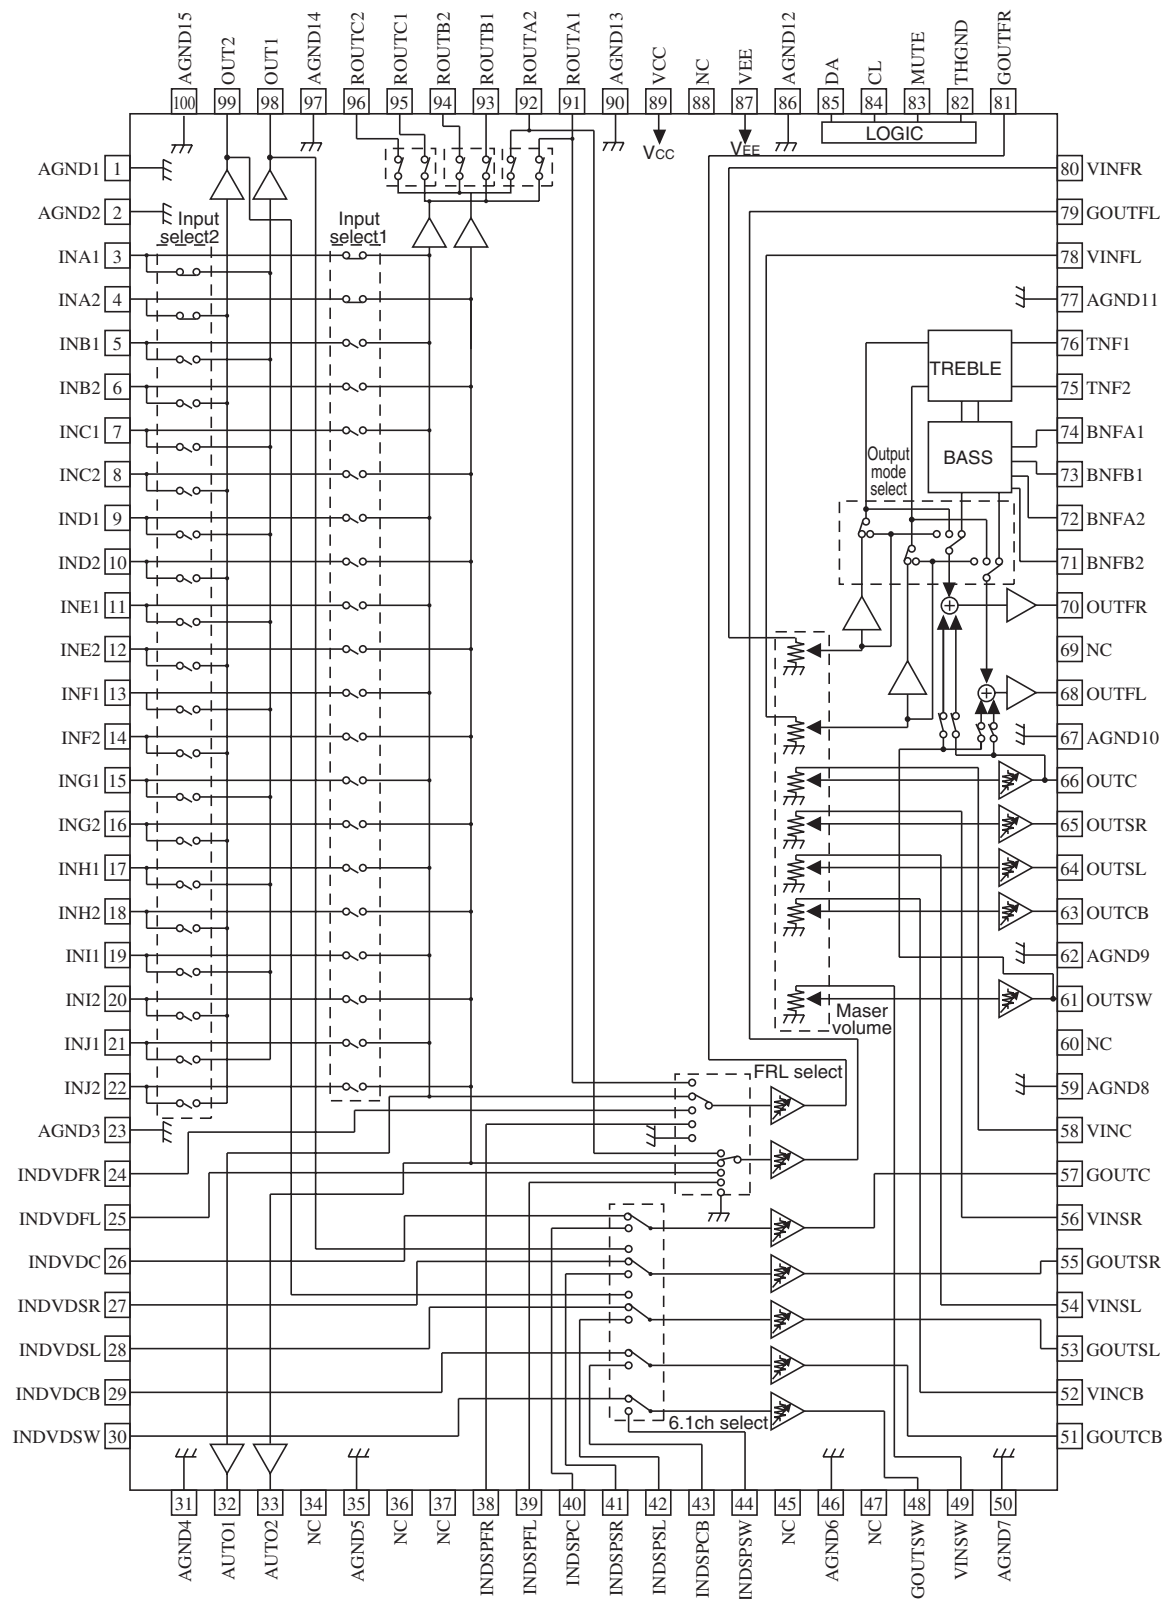 AGND15
OUT2
OUT1
AGND14
ROUTC2
ROUTC1
ROUTB2
ROUTB1
ROUTA2
ROUTA1
AGND13
VCC
NC
VEE
AGND12
DA
CL
MUTE
THGND
GOUTFR
100
99
98
97
96
95
94
93
92
91
90
89
88
87
86
85
84
83
82
81
LOGIC
VCC
VEE
AGND1 1
AGND2 2
INA1 3
INA2 4
INB1 5
INB2 6
INC1 7
INC2 8
IND1 9
IND2 10
INE1 11
INE2 12
INF1 13
INF2 14
ING1 15
ING2 16
INH1 17
INH2 18
INI1 19
INI2 20
INJ1 21
INJ2 22
AGND3 23
INDVDFR 24
INDVDFL 25
INDVDC 26
INDVDSR 27
INDVDSL 28
INDVDCB 29
INDVDSW 30
Input
select2
Input
select1
TREBLE
BASS
Output
mode
select
Maser
volume
FRL select
6.1ch select
80 VINFR
79 GOUTFL
78 VINFL
77 AGND11
76 TNF1
75 TNF2
74 BNFA1
73 BNFB1
72 BNFA2
71 BNFB2
70 OUTFR
69 NC
68 OUTFL
67 AGND10
66 OUTC
65 OUTSR
64 OUTSL
63 OUTCB
62 AGND9
61 OUTSW
60 NC
59 AGND8
58 VINC
57 GOUTC
56 VINSR
55 GOUTSR
54 VINSL
53 GOUTSL
52 VINCB
51 GOUTCB
31
32
33
34
35
36
37
38
39
40
41
42
43
44
45
46
47
48
49
50
AGND4
AUTO1
AUTO2
NC
AGND5
NC
NC
INDSPFR
INDSPFL
INDSPC
INDSPSR
INDSPSL
INDSPCB
INDSPSW
NC
AGND6
NC
GOUTSW
VINSW
AGND7